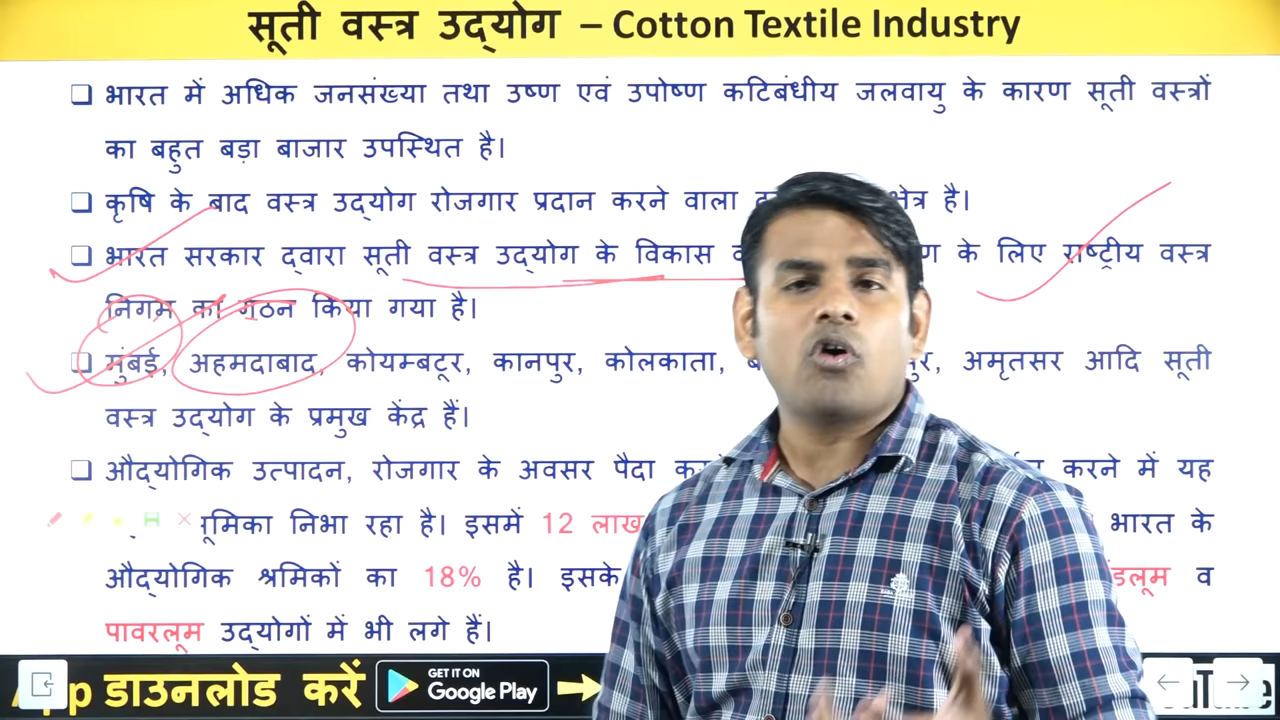 सूती वस्त्र उद्योग – Cotton Textile Industry
भारत में अधिक जनसंख्या तथा उष्ण एवं उपोष्ण कटिबंधीय जलवायु के कारण सूती वस्त्रों
का बहुत बड़ा बाजार उपस्थित है।
कृषि के बाद वस्त्र उद्योग रोजगार प्रदान करने वाला क्षेत्र है।
भारत सरकार द्वारा सूती वस्त्र उद्योग के विकास के लिए राष्ट्रीय वस्त्र
निगम का गठन किया गया है।
मुंबई, अहमदाबाद, कोयम्बटूर, कानपुर, कोलकाता, अमृतसर आदि सूती
वस्त्र उद्योग के प्रमुख केंद्र हैं।
औद्योगिक उत्पादन, रोजगार के अवसर पैदा करने में यह
निभा रहा है। इसमें 12 लाख भारत के
औद्योगिक श्रमिकों का 18% है। इसके व
पावरलूम उद्योगों में भी लगे हैं।
App डाउनलोड करें GET IT ON
Google Play